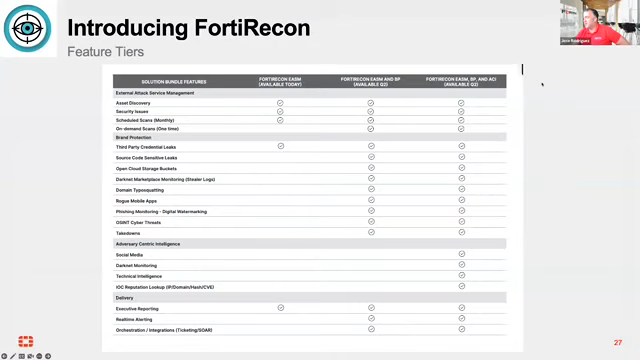 Introducing FortiRecon
Feature Tiers
Jose Rodriguez
SOLUTION BUNDLE FEATURES
FORTIRECON EASM
(AVAILABLE TODAY)
FORTIRECON EASM AND BP
(AVAILABLE Q2)
FORTIRECON EASM, BP, AND ACI
(AVAILABLE Q2)
External Attack Service Management
Asset Discovery
Security Issues
Scheduled Scans (Monthly)
On-demand Scans (One time)
Brand Protection
Third Party Credential Leaks
Source Code Sensitive Leaks
Open Cloud Storage Buckets
Darknet Marketplace Monitoring (Stealer Logs)
Domain Typosquatting
Rogue Mobile Apps
Phishing Monitoring - Digital Watermarking
OSINT Cyber Threats
Takedowns
Adversary Centric Intelligence
Social Media
Darknet Monitoring
Technical Intelligence
IOC Reputation Lookup (IP/Domain/Hash/CVE)
Delivery
Executive Reporting
Realtime Alerting
Orchestration / Integrations (Ticketing/SOAR)
27